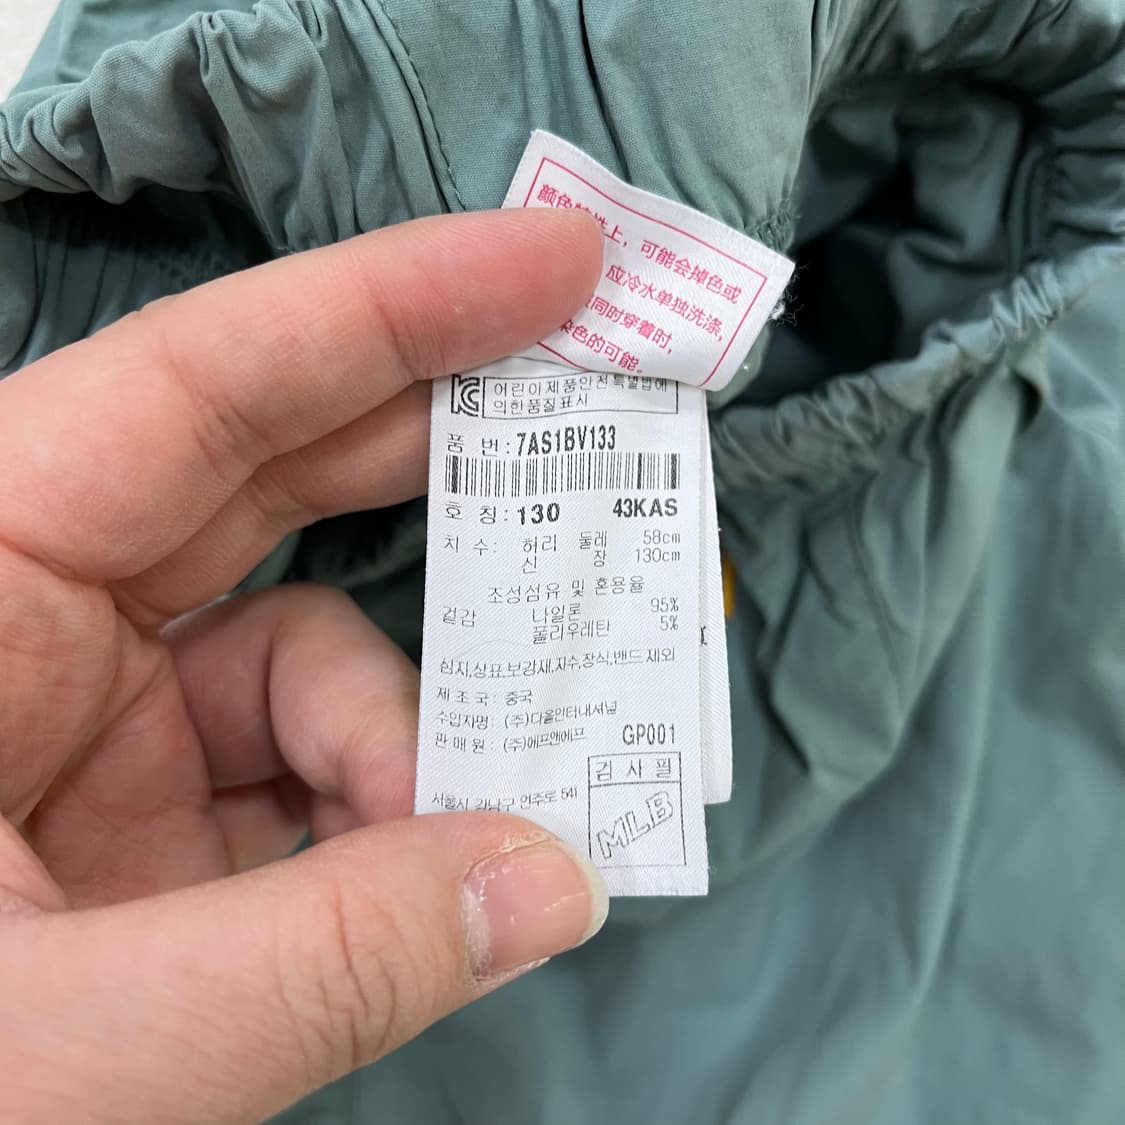 颜色特性上，可能会掉色或
应冷水单独洗涤，
同时穿着时，
染色的可能。
KC 어린이제품안전특별법에
의한품질표시
품 번 : 7AS1BV133
호 칭 : 130 43KAS
치 수 : 허리 둘레 58cm
신 장 130cm
조성섬유 및 혼용율
겉감 나일론 95%
폴리우레탄 5%
심지,상표,보강재,자수,장식,밴드 제외
제 조 국 : 중국
수입자명 : (주)다올인터내셔널
판 매 원 : (주)에프앤에프 GP001
검 사 필
서울시 강남구 언주로 541
MLB